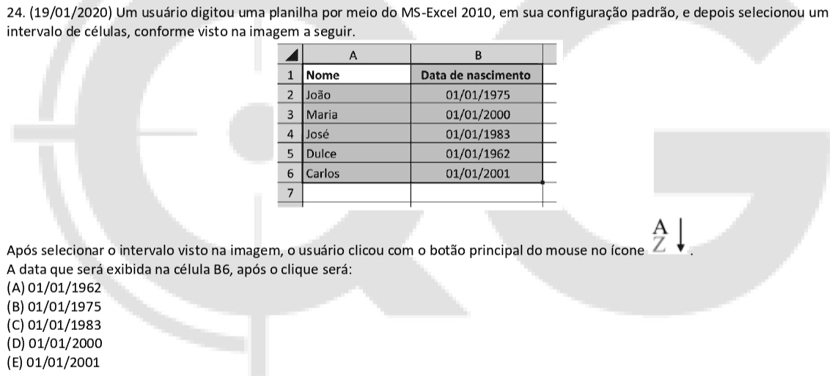 24. (19/01/2020) Um usuário digitou uma planilha por meio do MS-Excel 2010, em sua configuração padrão, e depois selecionou um
intervalo de células, conforme visto na imagem a seguir.
A B
1 Nome Data de nascimento
2 João 01/01/1975
3 Maria 01/01/2000
4 José 01/01/1983
5 Dulce 01/01/1962
6 Carlos 01/01/2001
7
Após selecionar o intervalo visto na imagem, o usuário clicou com o botão principal do mouse no ícone A Z ↓ .
A data que será exibida na célula B6, após o clique será:
(A) 01/01/1962
(B) 01/01/1975
(C) 01/01/1983
(D) 01/01/2000
(E) 01/01/2001